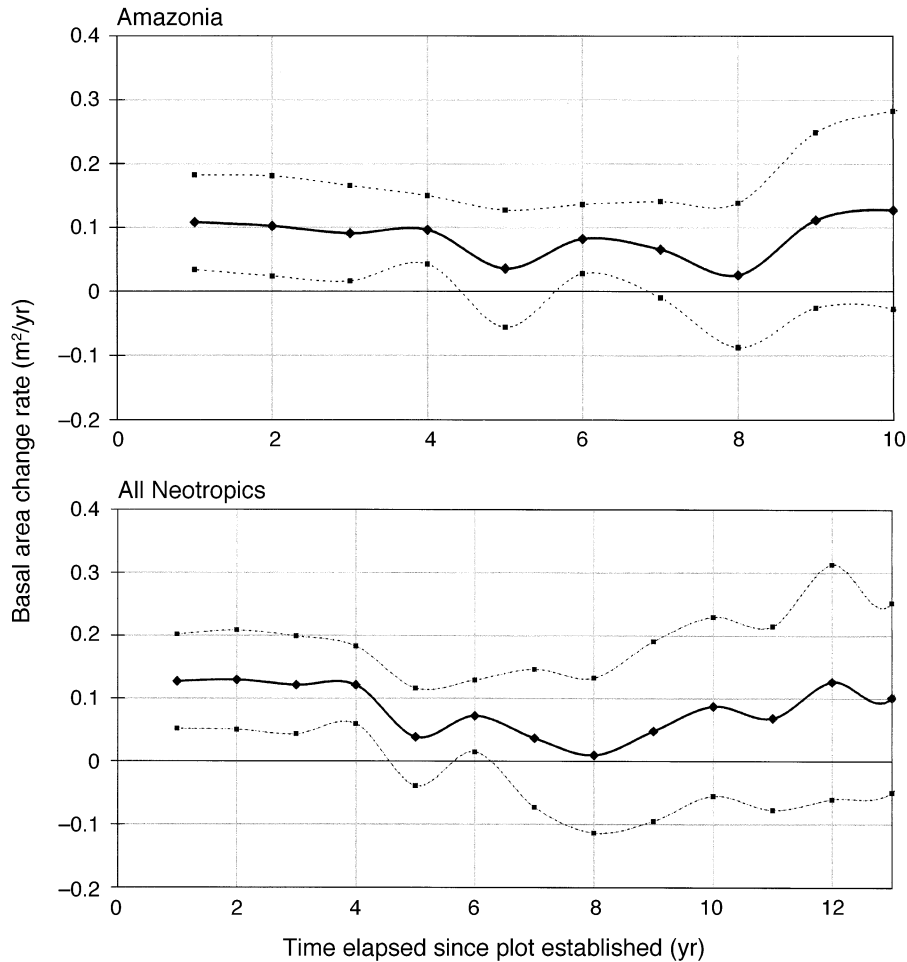 Amazonia
0.4
0.3
0.2
0.1
0
−0.1
−0.2
0 2 4 6 8 10
Basal area change rate (m²/yr)
All Neotropics
0.4
0.3
0.2
0.1
0
−0.1
−0.2
0 2 4 6 8 10 12
Time elapsed since plot established (yr)